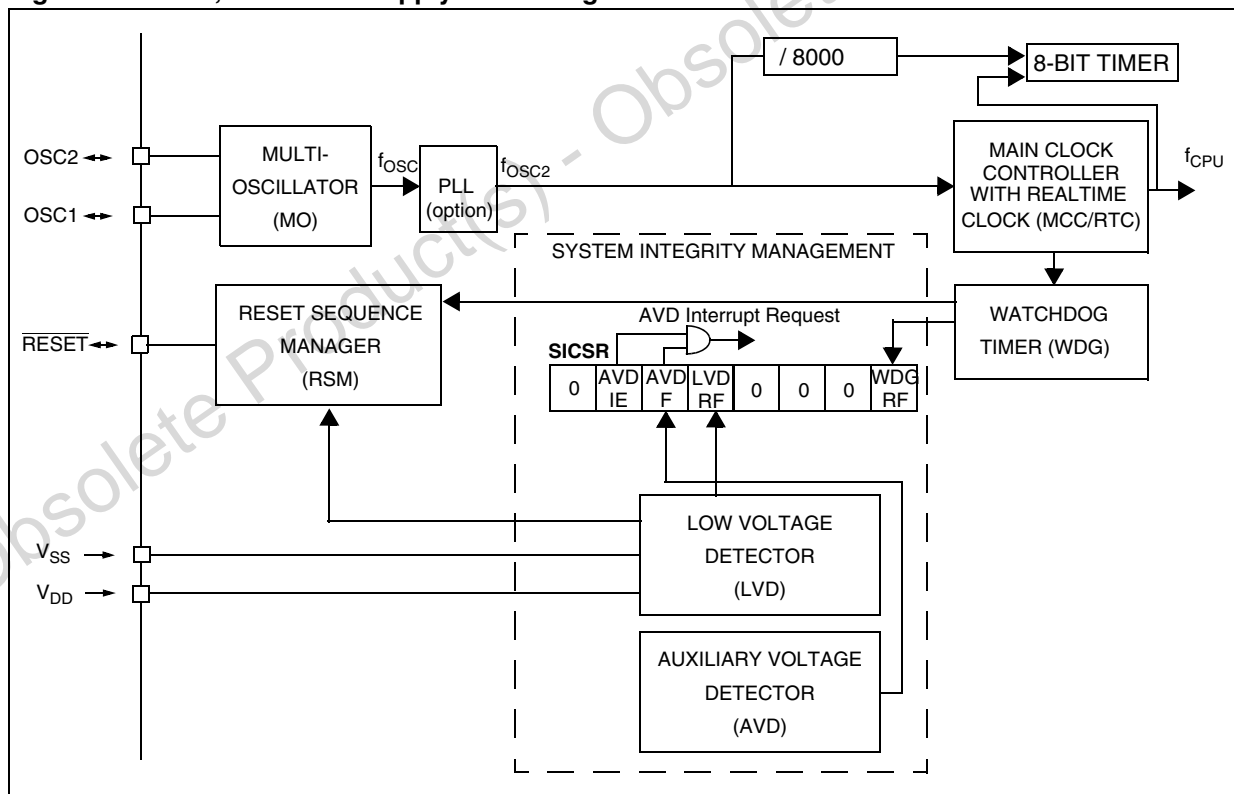 / 8000
8-BIT TIMER
OSC2
OSC1
MULTI-
OSCILLATOR
(MO)
fOSC
PLL
(option)
fOSC2
MAIN CLOCK
CONTROLLER
WITH REALTIME
CLOCK (MCC/RTC)
fCPU
SYSTEM INTEGRITY MANAGEMENT
RESET
RESET SEQUENCE
MANAGER
(RSM)
AVD Interrupt Request
WATCHDOG
TIMER (WDG)
SICSR
0 AVD IE AVD F LVD RF 0 0 0 WDG RF
VSS
VDD
LOW VOLTAGE
DETECTOR
(LVD)
AUXILIARY VOLTAGE
DETECTOR
(AVD)
Obsolete Product(s) - Obsolete